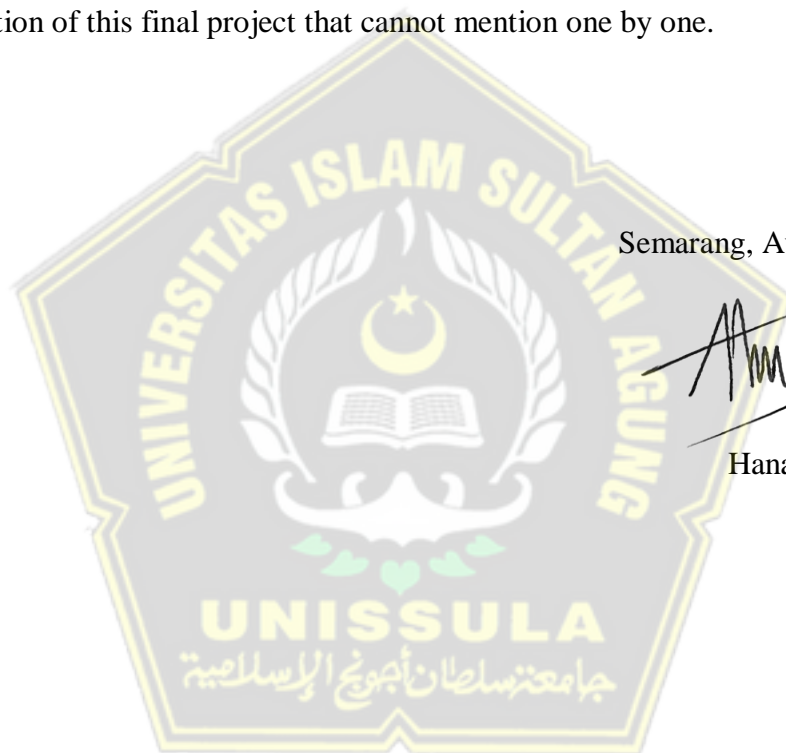 tion of this final project that cannot mention one by one.
UNIVERSITAS ISLAM SULTAN AGUNG
Semarang, A
Hana
UNISSULA
جامعة سلطان أجونج الإسلامية